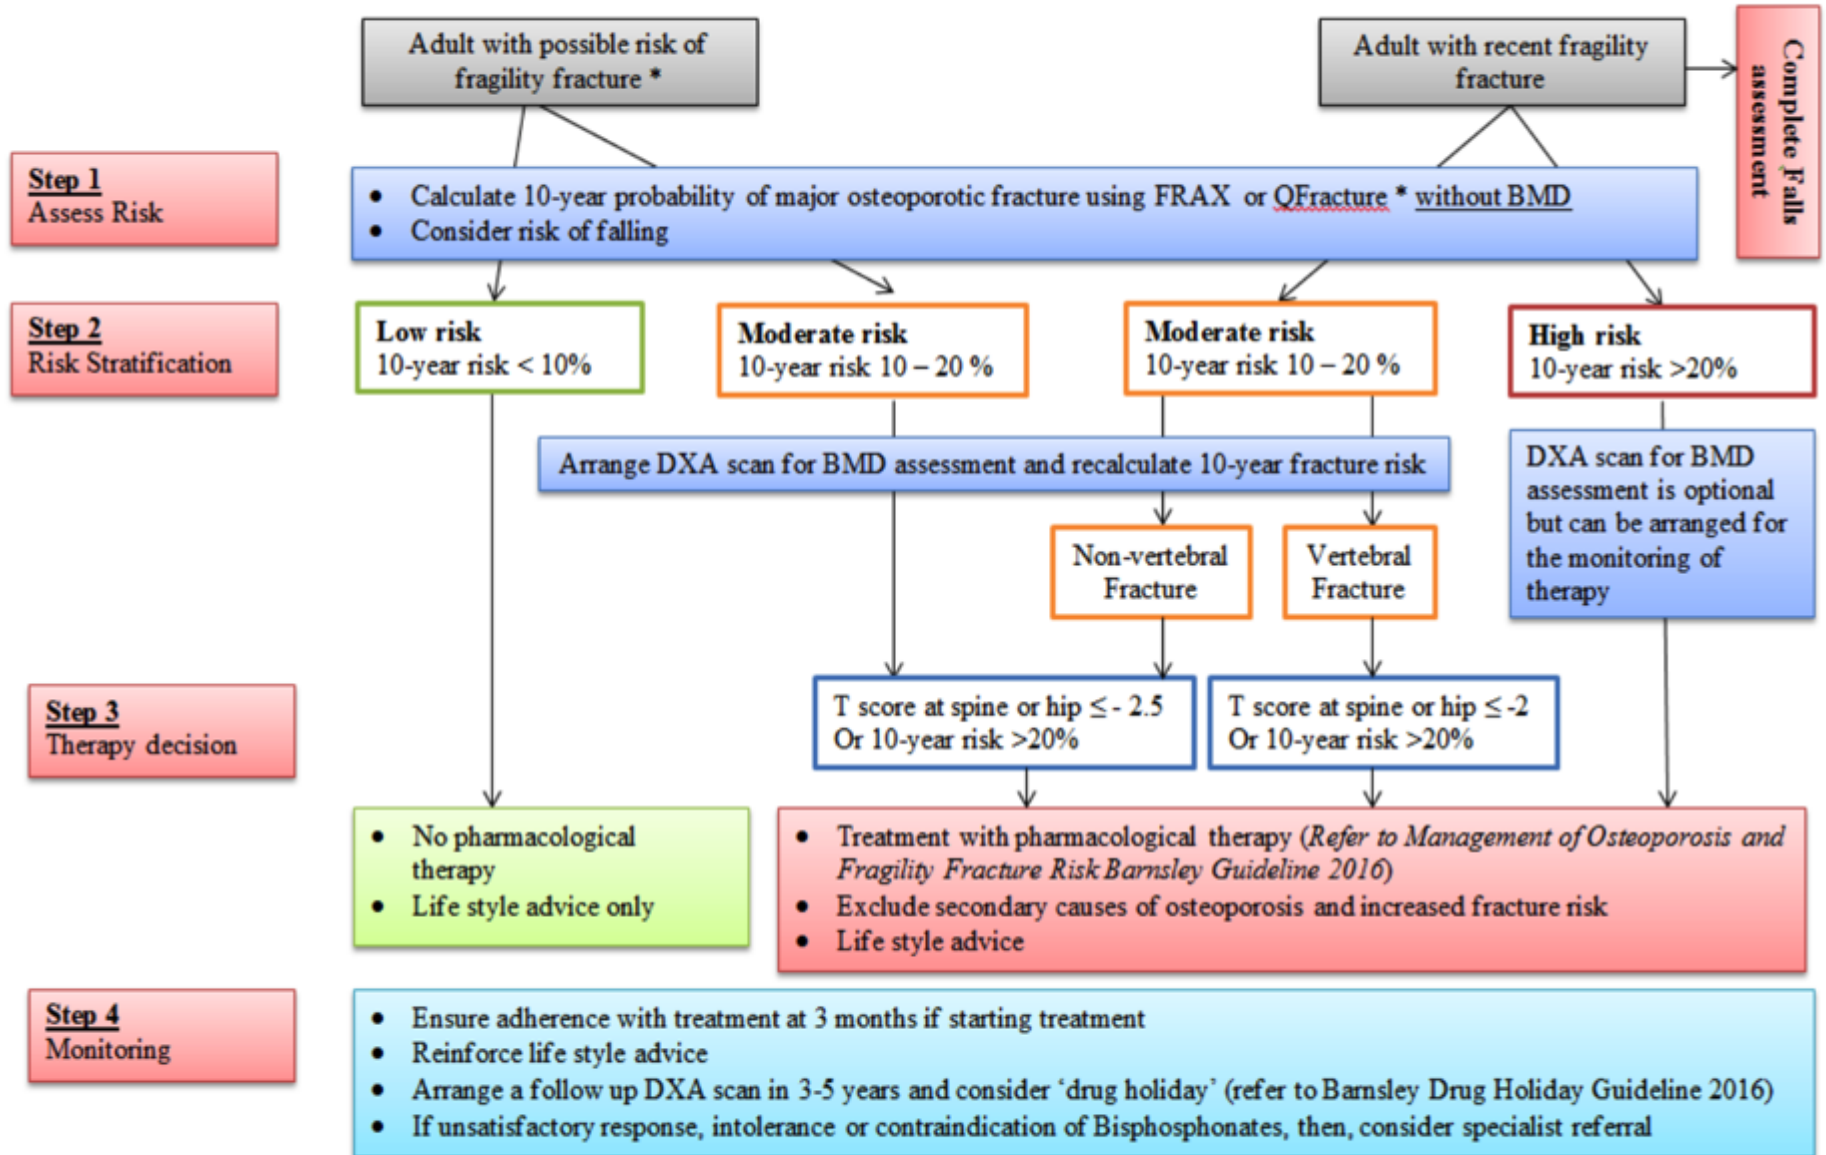 Adult with possible risk of
fragility fracture *
Adult with recent fragility
fracture
Complete Falls
assessment
Step 1
Assess Risk
• Calculate 10-year probability of major osteoporotic fracture using FRAX or QFracture * without BMD
• Consider risk of falling
Step 2
Risk Stratification
Low risk
10-year risk < 10%
Moderate risk
10-year risk 10 – 20 %
Moderate risk
10-year risk 10 – 20 %
High risk
10-year risk >20%
Arrange DXA scan for BMD assessment and recalculate 10-year fracture risk
DXA scan for BMD
assessment is optional
but can be arranged for
the monitoring of
therapy
Non-vertebral
Fracture
Vertebral
Fracture
Step 3
Therapy decision
T score at spine or hip ≤ - 2.5
Or 10-year risk >20%
T score at spine or hip ≤ -2
Or 10-year risk >20%
• No pharmacological
therapy
• Life style advice only
• Treatment with pharmacological therapy (Refer to Management of Osteoporosis and
Fragility Fracture Risk Barnsley Guideline 2016)
• Exclude secondary causes of osteoporosis and increased fracture risk
• Life style advice
Step 4
Monitoring
• Ensure adherence with treatment at 3 months if starting treatment
• Reinforce life style advice
• Arrange a follow up DXA scan in 3-5 years and consider ‘drug holiday’ (refer to Barnsley Drug Holiday Guideline 2016)
• If unsatisfactory response, intolerance or contraindication of Bisphosphonates, then, consider specialist referral